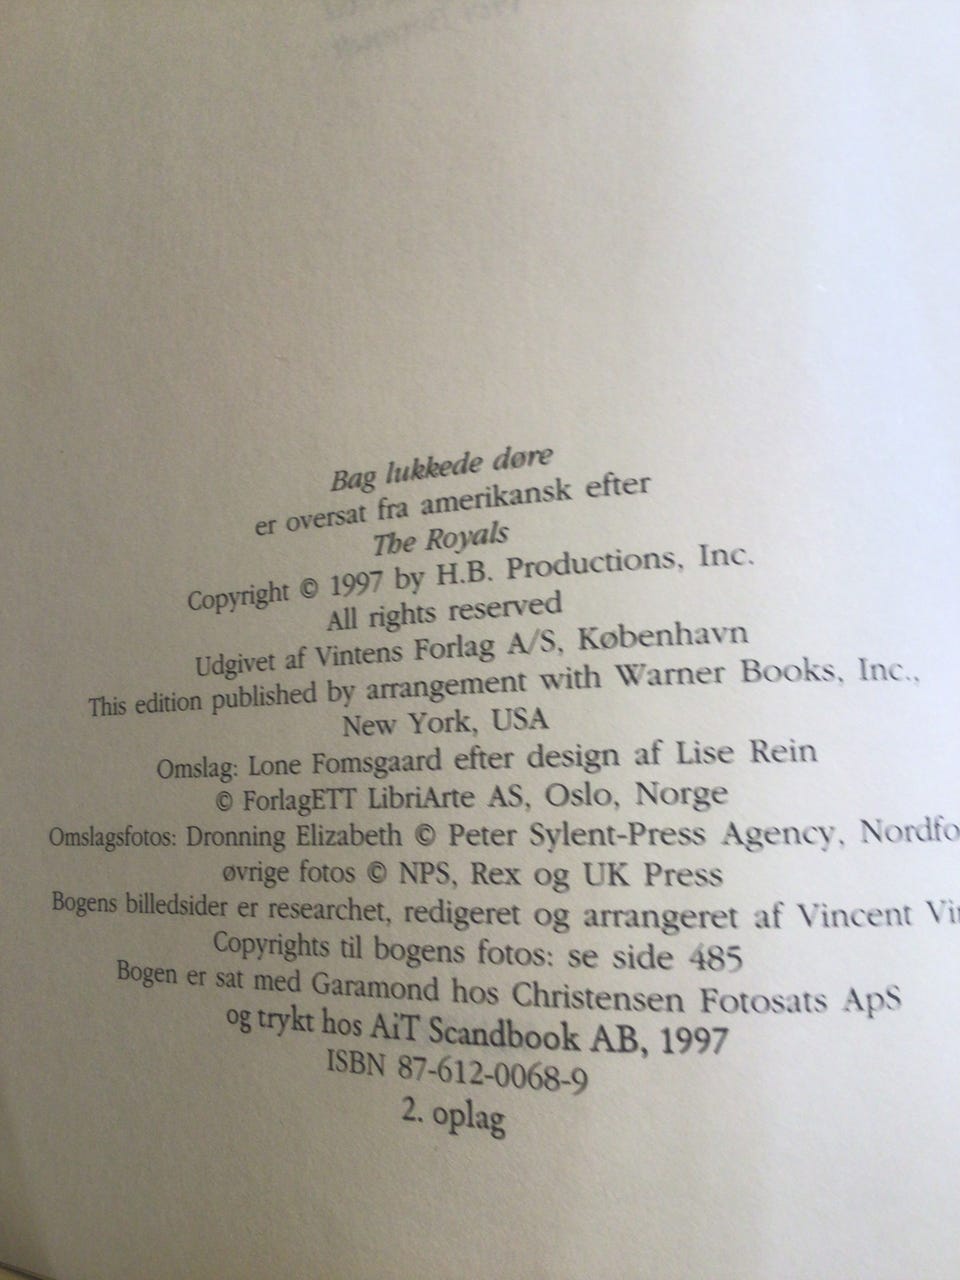 Bag lukkede døre
er oversat fra amerikansk efter
The Royals
Copyright © 1997 by H.B. Productions, Inc.
All rights reserved
Udgivet af Vintens Forlag A/S, København
This edition published by arrangement with Warner Books, Inc.,
New York, USA
Omslag: Lone Fomsgaard efter design af Lise Rein
© ForlagETT LibriArte AS, Oslo, Norge
Omslagsfotos: Dronning Elizabeth © Peter Sylent-Press Agency,
øvrige fotos © NPS, Rex og UK Press
Bogens billedsider er researchet, redigeret og arrangeret af Vincent
Copyrights til bogens fotos: se side 485
Bogen er sat med Garamond hos Christensen Fotosats ApS
og trykt hos AiT Scandbook AB, 1997
ISBN 87-612-0068-9
2. oplag